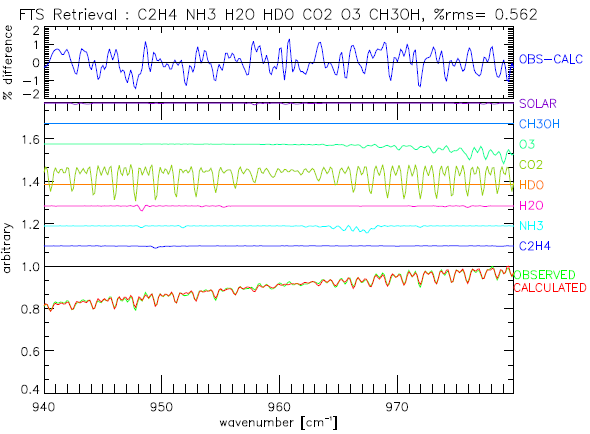 FTS Retrieval : C2H4 NH3 H2O HDO CO2 O3 CH3OH, %rms= 0.562
% difference
2
1
0
-1
-2
OBS-CALC
SOLAR
CH3OH
O3
CO2
HDO
H2O
NH3
C2H4
OBSERVED
CALCULATED
arbitrary
1.6
1.4
1.2
1.0
0.8
0.6
0.4
940 950 960 970
wavenumber [cm⁻¹]